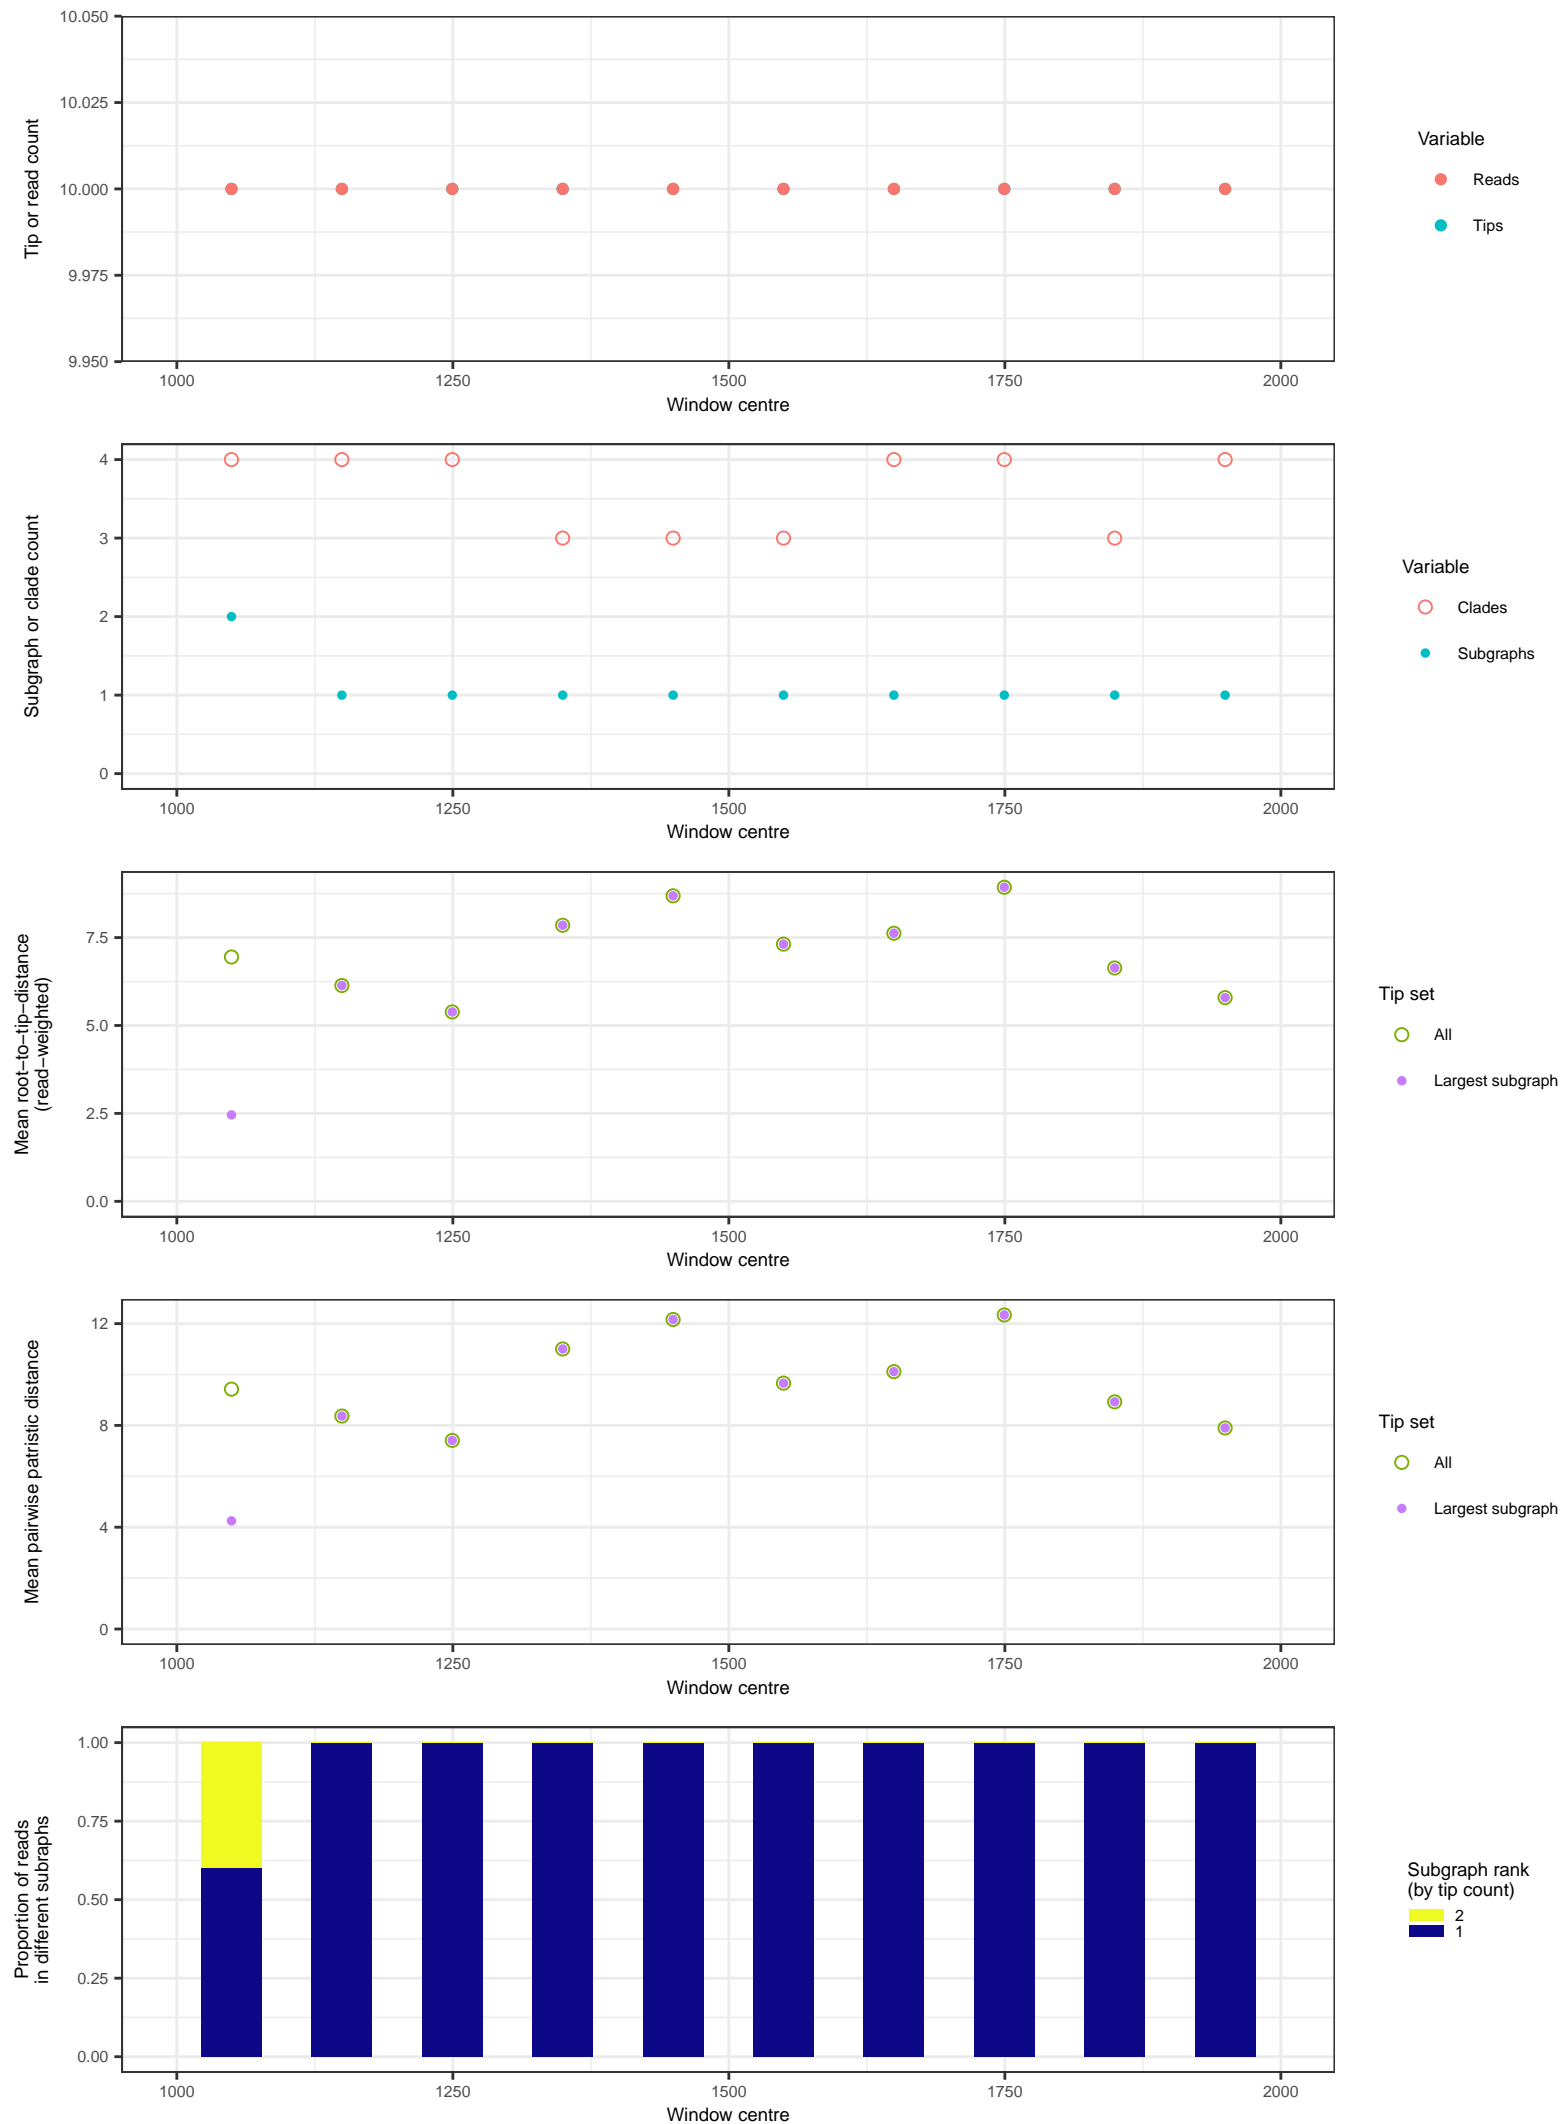 Tip or read count
10.050
10.025
10.000
9.975
9.950
1000 1250 1500 1750 2000
Window centre
Variable
Reads
Tips
Subgraph or clade count
4
3
2
1
0
1000 1250 1500 1750 2000
Window centre
Variable
Clades
Subgraphs
Mean root−to−tip−distance
(read−weighted)
7.5
5.0
2.5
0.0
1000 1250 1500 1750 2000
Window centre
Tip set
All
Largest subgraph
Mean pairwise patristic distance
12
8
4
0
1000 1250 1500 1750 2000
Window centre
Tip set
All
Largest subgraph
Proportion of reads
in different subraphs
1.00
0.75
0.50
0.25
0.00
1000 1250 1500 1750 2000
Window centre
Subgraph rank
(by tip count)
2
1